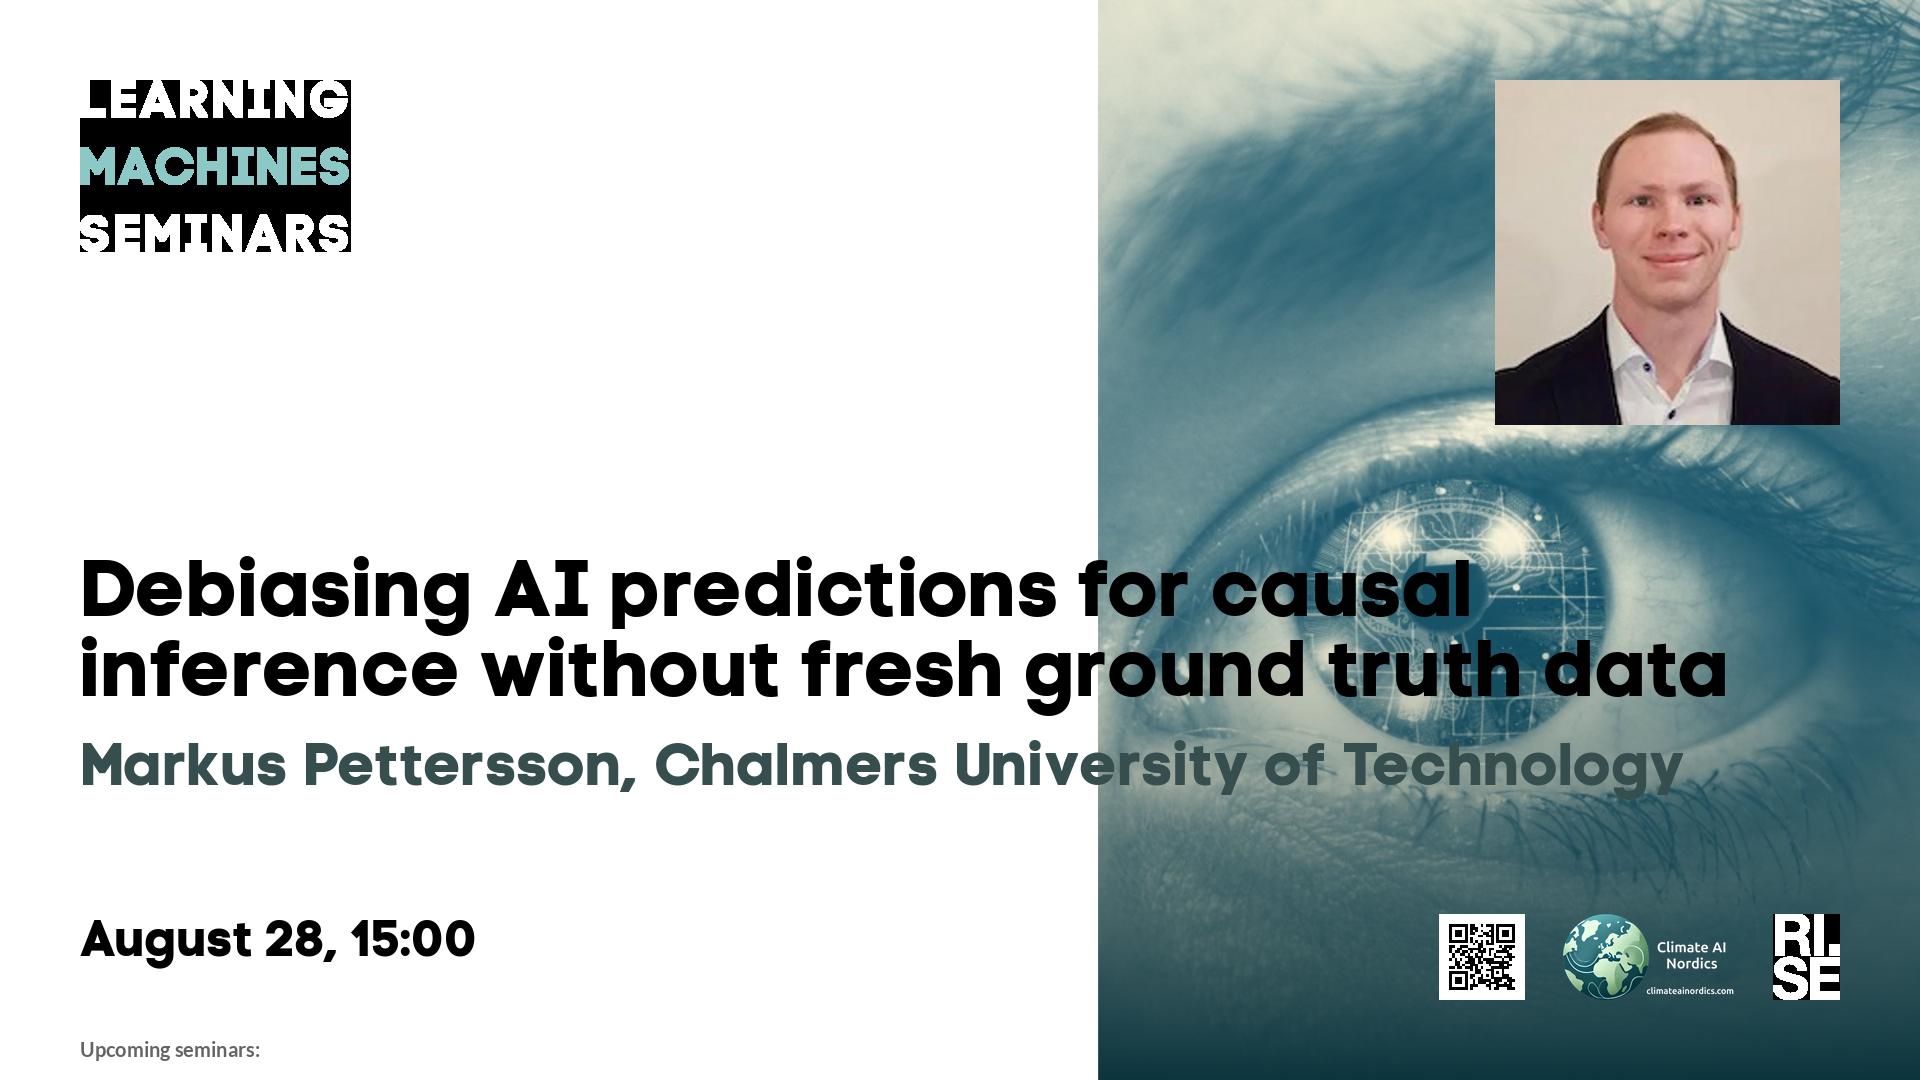 LEARNING
MACHINES
SEMINARS
Debiasing AI predictions for causal
inference without fresh ground truth data
Markus Pettersson, Chalmers University of Technology
August 28, 15:00
Climate AI
Nordics
climateainordics.com
RI.
SE
Upcoming seminars: